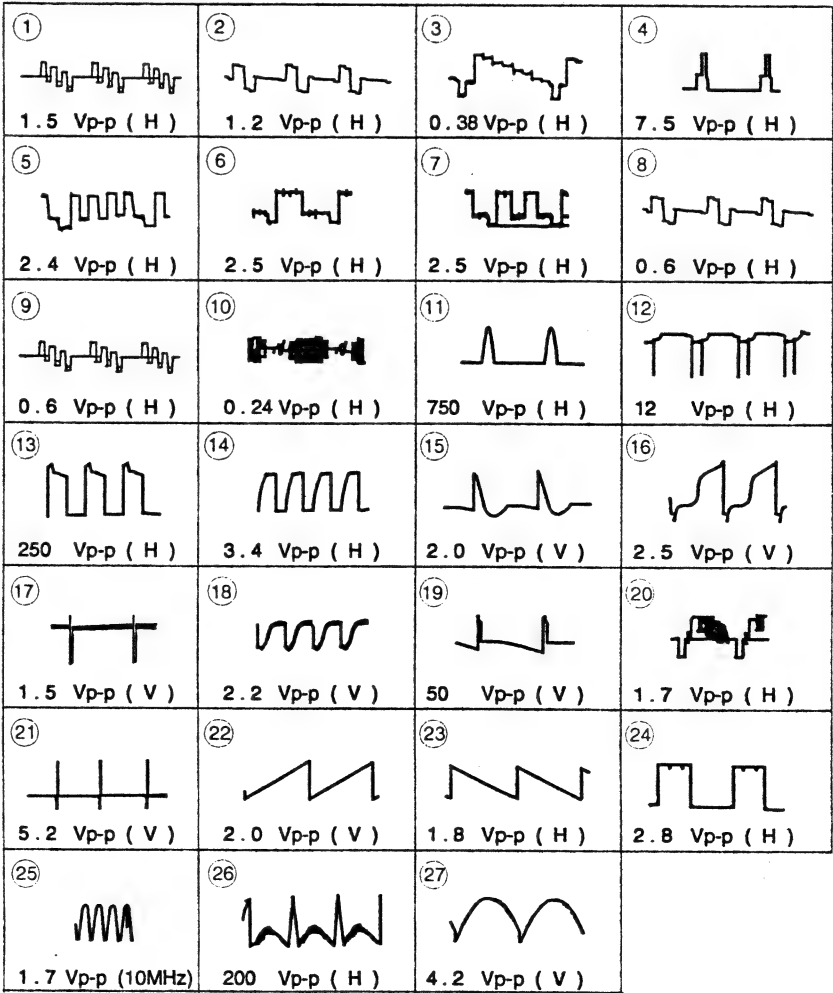 1 2 3 4
1.5 Vp-p ( H ) 1.2 Vp-p ( H ) 0.38 Vp-p ( H ) 7.5 Vp-p ( H )
5 6 7 8
2.4 Vp-p ( H ) 2.5 Vp-p ( H ) 2.5 Vp-p ( H ) 0.6 Vp-p ( H )
9 10 11 12
0.6 Vp-p ( H ) 0.24 Vp-p ( H ) 750 Vp-p ( H ) 12 Vp-p ( H )
13 14 15 16
250 Vp-p ( H ) 3.4 Vp-p ( H ) 2.0 Vp-p ( V ) 2.5 Vp-p ( V )
17 18 19 20
1.5 Vp-p ( V ) 2.2 Vp-p ( V ) 50 Vp-p ( V ) 1.7 Vp-p ( H )
21 22 23 24
5.2 Vp-p ( V ) 2.0 Vp-p ( V ) 1.8 Vp-p ( H ) 2.8 Vp-p ( H )
25 26 27
1.7 Vp-p (10MHz) 200 Vp-p ( H ) 4.2 Vp-p ( V )